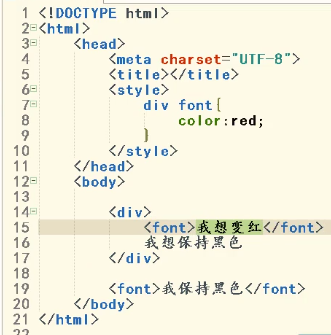 1 <!DOCTYPE html>
2 <html>
3 <head>
4 <meta charset="UTF-8">
5 <title></title>
6 <style>
7 div font{
8 color:red;
9 }
10 </style>
11 </head>
12 <body>
13
14 <div>
15 <font>我想变红</font>
16 我想保持黑色
17 </div>
18
19 <font>我保持黑色</font>
20 </body>
21 </html>
22